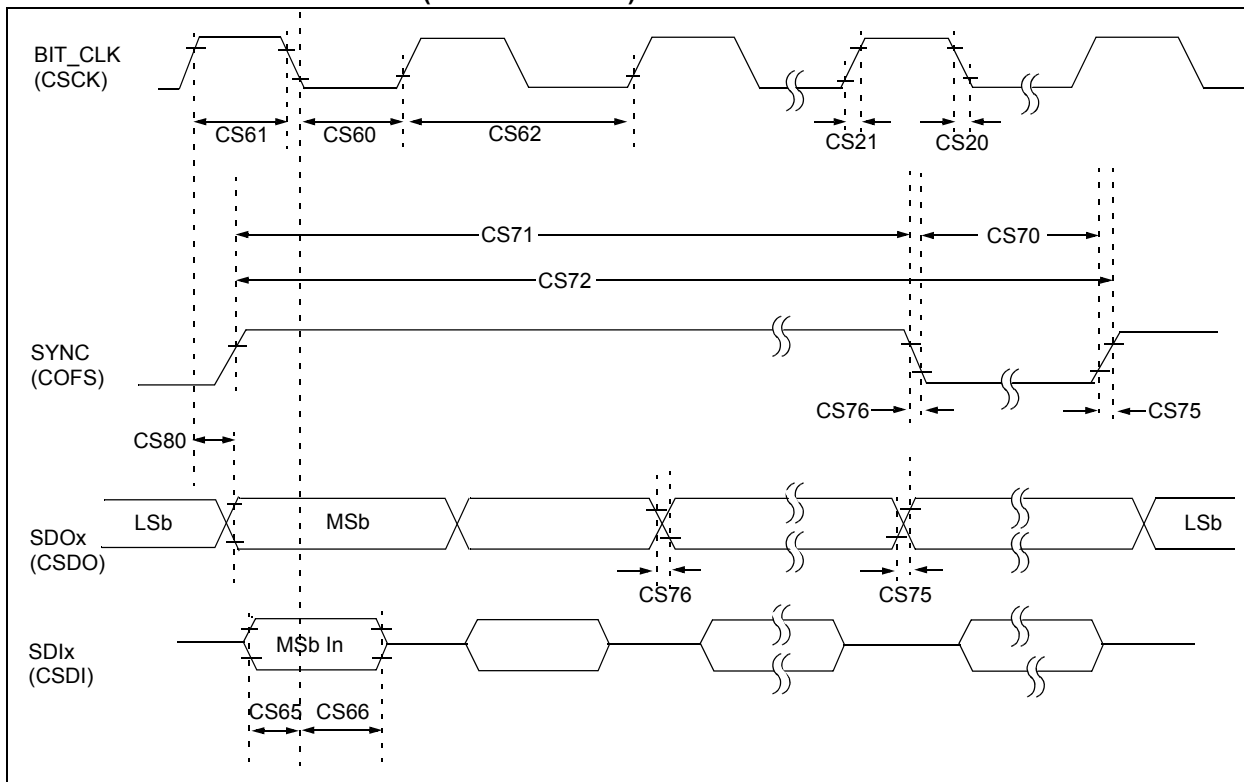 BIT_CLK
(CSCK)
CS61
CS60
CS62
CS21
CS20
CS71
CS70
CS72
SYNC
(COFS)
CS76
CS75
CS80
LSb
MSb
LSb
SDOx
(CSDO)
CS76
CS75
MSb In
SDIx
(CSDI)
CS65
CS66